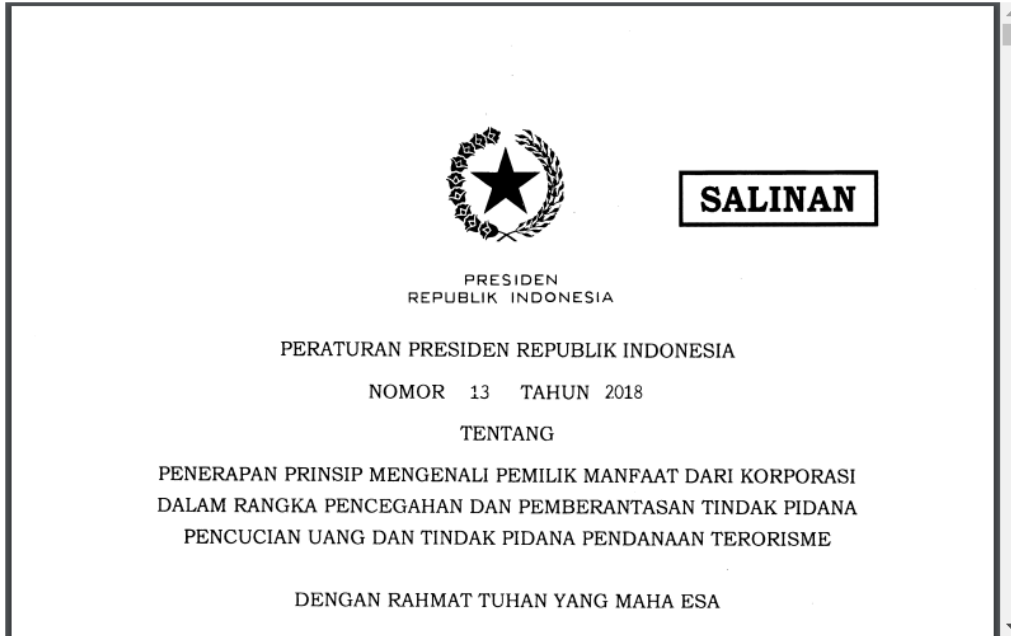 SALINAN
PRESIDEN
REPUBLIK INDONESIA
PERATURAN PRESIDEN REPUBLIK INDONESIA
NOMOR 13 TAHUN 2018
TENTANG
PENERAPAN PRINSIP MENGENALI PEMILIK MANFAAT DARI KORPORASI
DALAM RANGKA PENCEGAHAN DAN PEMBERANTASAN TINDAK PIDANA
PENCUCIAN UANG DAN TINDAK PIDANA PENDANAAN TERORISME
DENGAN RAHMAT TUHAN YANG MAHA ESA